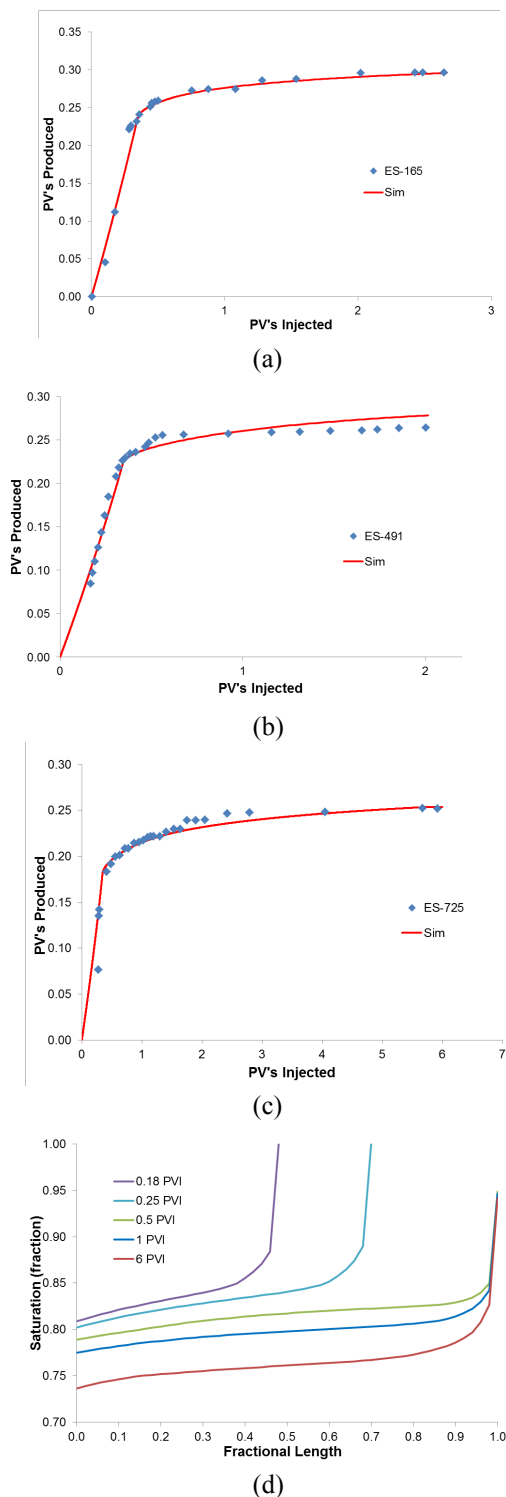 0.35
0.30
0.25
0.20
0.15
0.10
0.05
0.00
PV's Produced
ES-165
Sim
0 1 2 3
PV's Injected
(a)
0.30
0.25
0.20
0.15
0.10
0.05
0.00
PV's Produced
ES-491
Sim
0 1 2
PV's Injected
(b)
0.30
0.25
0.20
0.15
0.10
0.05
0.00
PV's Produced
ES-725
Sim
0 1 2 3 4 5 6 7
PV's Injected
(c)
1.00
0.95
0.90
0.85
0.80
0.75
0.70
Saturation (fraction)
0.18 PVI
0.25 PVI
0.5 PVI
1 PVI
6 PVI
0.0 0.1 0.2 0.3 0.4 0.5 0.6 0.7 0.8 0.9 1.0
Fractional Length
(d)